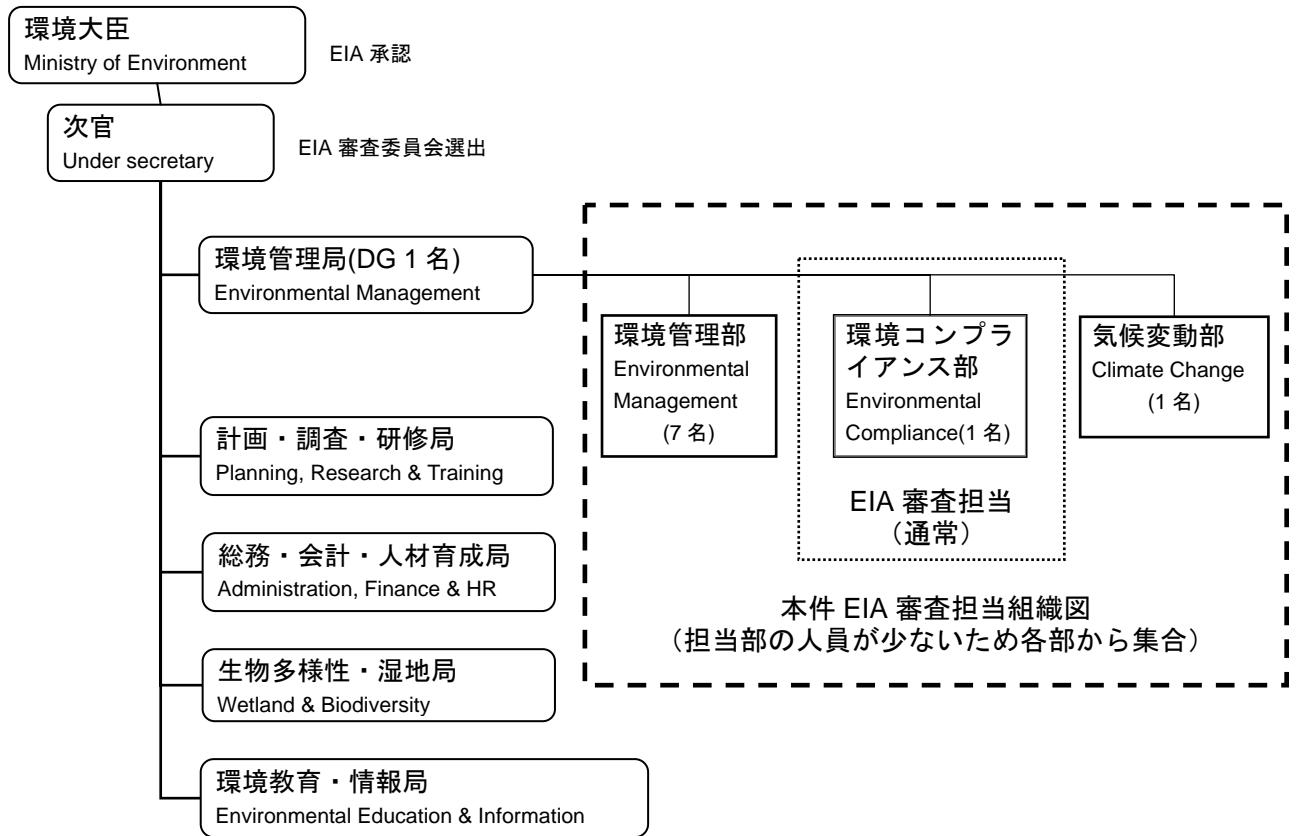 環境大臣
Ministry of Environment
EIA 承認
次官
Under secretary
EIA 審査委員会選出
環境管理局(DG 1 名)
Environmental Management
環境管理部
Environmental
Management
(7 名)
環境コンプラ
イアンス部
Environmental
Compliance(1 名)
気候変動部
Climate Change
(1 名)
EIA 審査担当
（通常）
本件 EIA 審査担当組織図
（担当部の人員が少ないため各部から集合）
計画・調査・研修局
Planning, Research & Training
総務・会計・人材育成局
Administration, Finance & HR
生物多様性・湿地局
Wetland & Biodiversity
環境教育・情報局
Environmental Education & Information